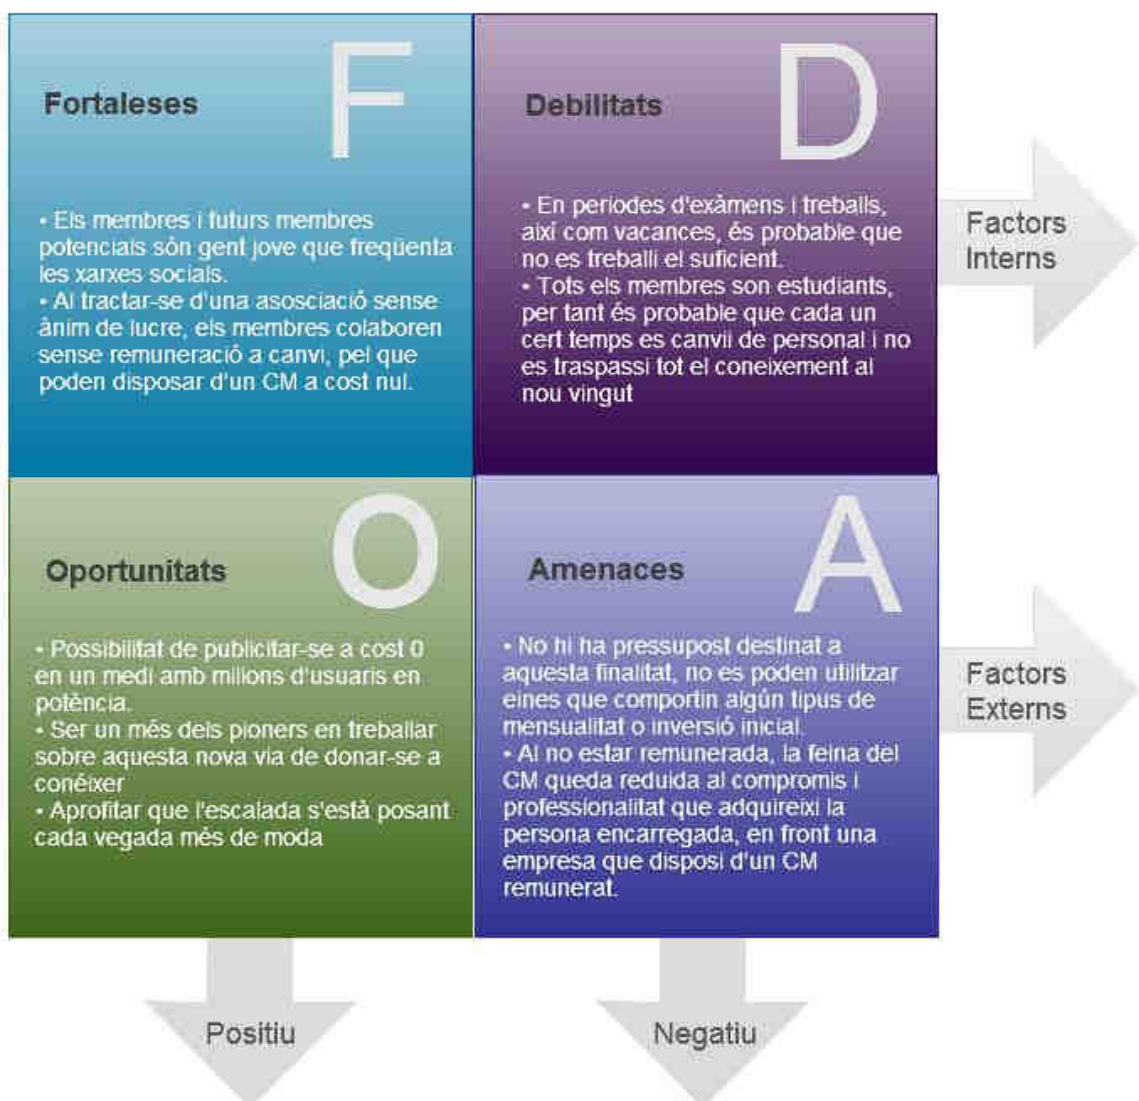 F
Fortaleses
• Els membres i futurs membres
potencials són gent jove que freqüenta
les xarxes socials.
• Al tractar-se d'una asosciació sense
ànim de lucre, els membres colaboren
sense remuneració a canvi, pel que
poden disposar d'un CM a cost nul.
D
Debilitats
• En periodes d'exàmens i treballs,
així com vacances, és probable que
no es treballi el suficient.
• Tots els membres son estudiants,
per tant és probable que cada un
cert temps es canvii de personal i no
es traspassi tot el coneixement al
nou vingut
Factors
Interns
O
Oportunitats
• Possibilitat de publicitar-se a cost 0
en un medi amb milions d'usuaris en
potència.
• Ser un més dels pioners en treballar
sobre aquesta nova via de donar-se a
conéixer
• Aprofitar que l'escalada s'està posant
cada vegada més de moda
A
Amenaces
• No hi ha pressupost destinat a
aquesta finalitat, no es poden utilitzar
eines que comportin algún tipus de
mensualitat o inversió inicial.
• Al no estar remunerada, la feina del
CM queda reduida al compromis i
professionalitat que adquireixi la
persona encarregada, en front una
empresa que disposi d'un CM
remunerat.
Factors
Externs
Positiu
Negatiu